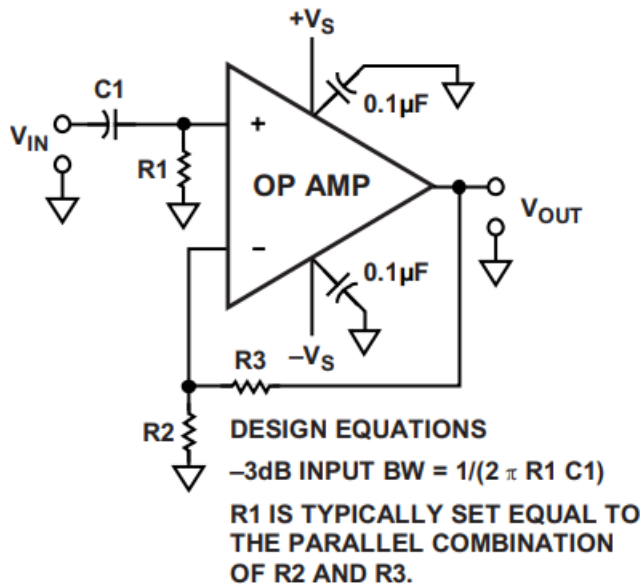 +VS
C1
0.1µF
VIN
+
R1
OP AMP
VOUT
–
0.1µF
R3
–VS
R2
DESIGN EQUATIONS
–3dB INPUT BW = 1/(2 π R1 C1)
R1 IS TYPICALLY SET EQUAL TO
THE PARALLEL COMBINATION
OF R2 AND R3.